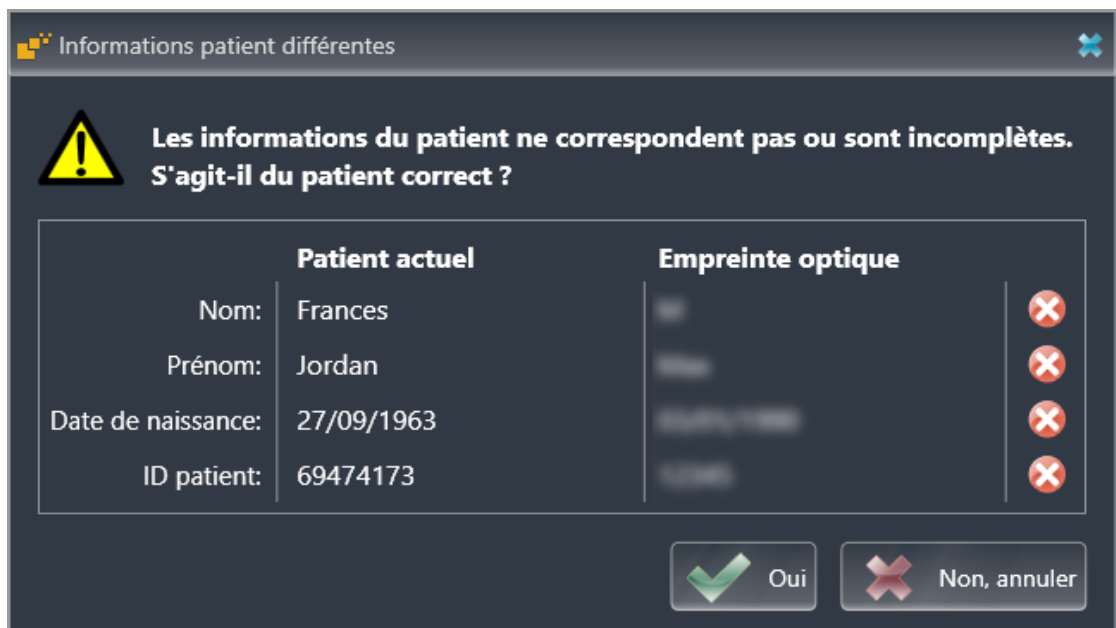 Informations patient différentes
Les informations du patient ne correspondent pas ou sont incomplètes.
S'agit-il du patient correct ?
Patient actuel Empreinte optique
Nom: Frances
Prénom: Jordan
Date de naissance: 27/09/1963
ID patient: 69474173
Oui Non, annuler